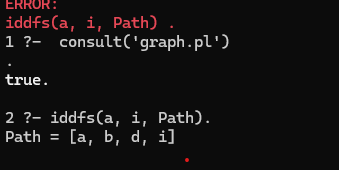 ERROR:
iddfs(a, i, Path) .
1 ?-  consult('graph.pl')
.
true.
2 ?- iddfs(a, i, Path).
Path = [a, b, d, i]